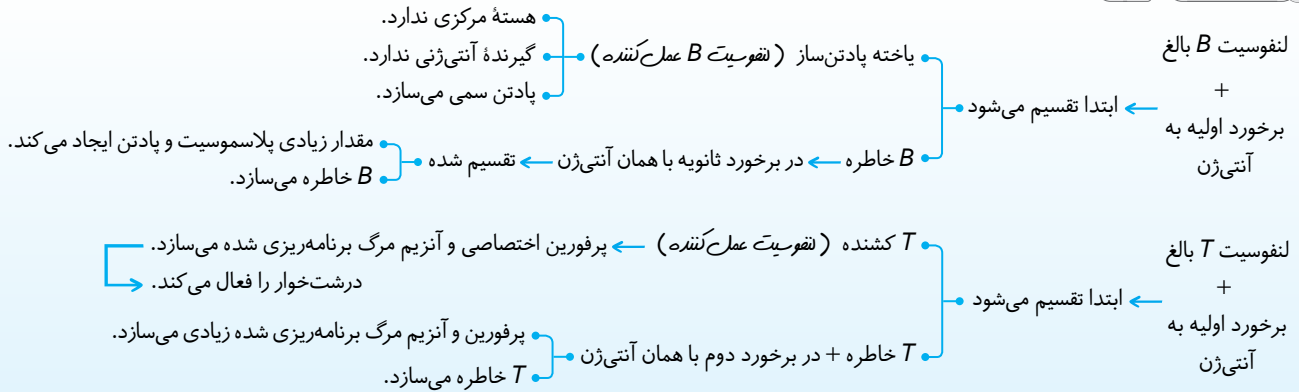 لنفوسیت B بالغ
+
برخورد اولیه به
آنتی‌ژن
ابتدا تقسیم می‌شود
یاخته پادتن‌ساز (لنفوسیت B عمل‌کننده)
هستهٔ مرکزی ندارد.
گیرندهٔ آنتی‌ژنی ندارد.
پادتن سمی می‌سازد.
B خاطره
در برخورد ثانویه با همان آنتی‌ژن
تقسیم شده
مقدار زیادی پلاسموسیت و پادتن ایجاد می‌کند.
B خاطره می‌سازد.
لنفوسیت T بالغ
+
برخورد اولیه به
آنتی‌ژن
ابتدا تقسیم می‌شود
T کشنده (لنفوسیت عمل‌کننده)
پرفورین اختصاصی و آنزیم مرگ برنامه‌ریزی شده می‌سازد.
درشت‌خوار را فعال می‌کند.
T خاطره + در برخورد دوم با همان آنتی‌ژن
پرفورین و آنزیم مرگ برنامه‌ریزی شده زیادی می‌سازد.
T خاطره می‌سازد.